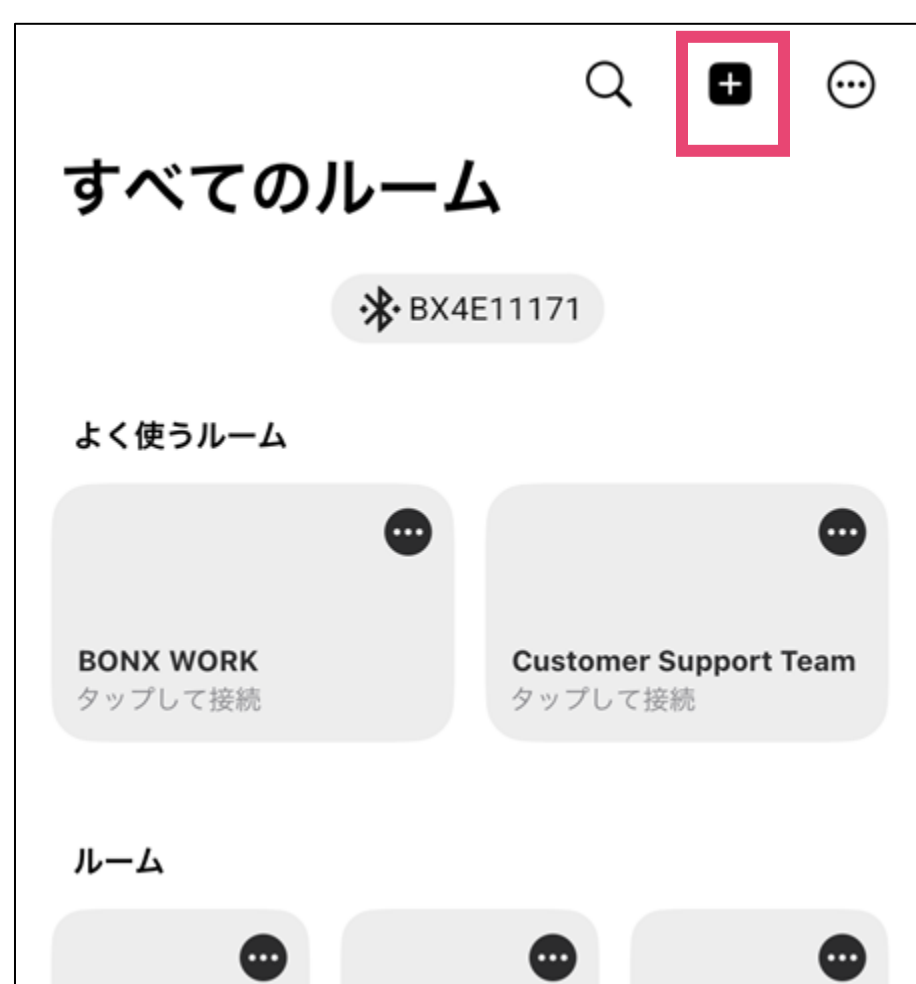 すべてのルーム
BX4E11171
よく使うルーム
BONX WORK
タップして接続
Customer Support Team
タップして接続
ルーム